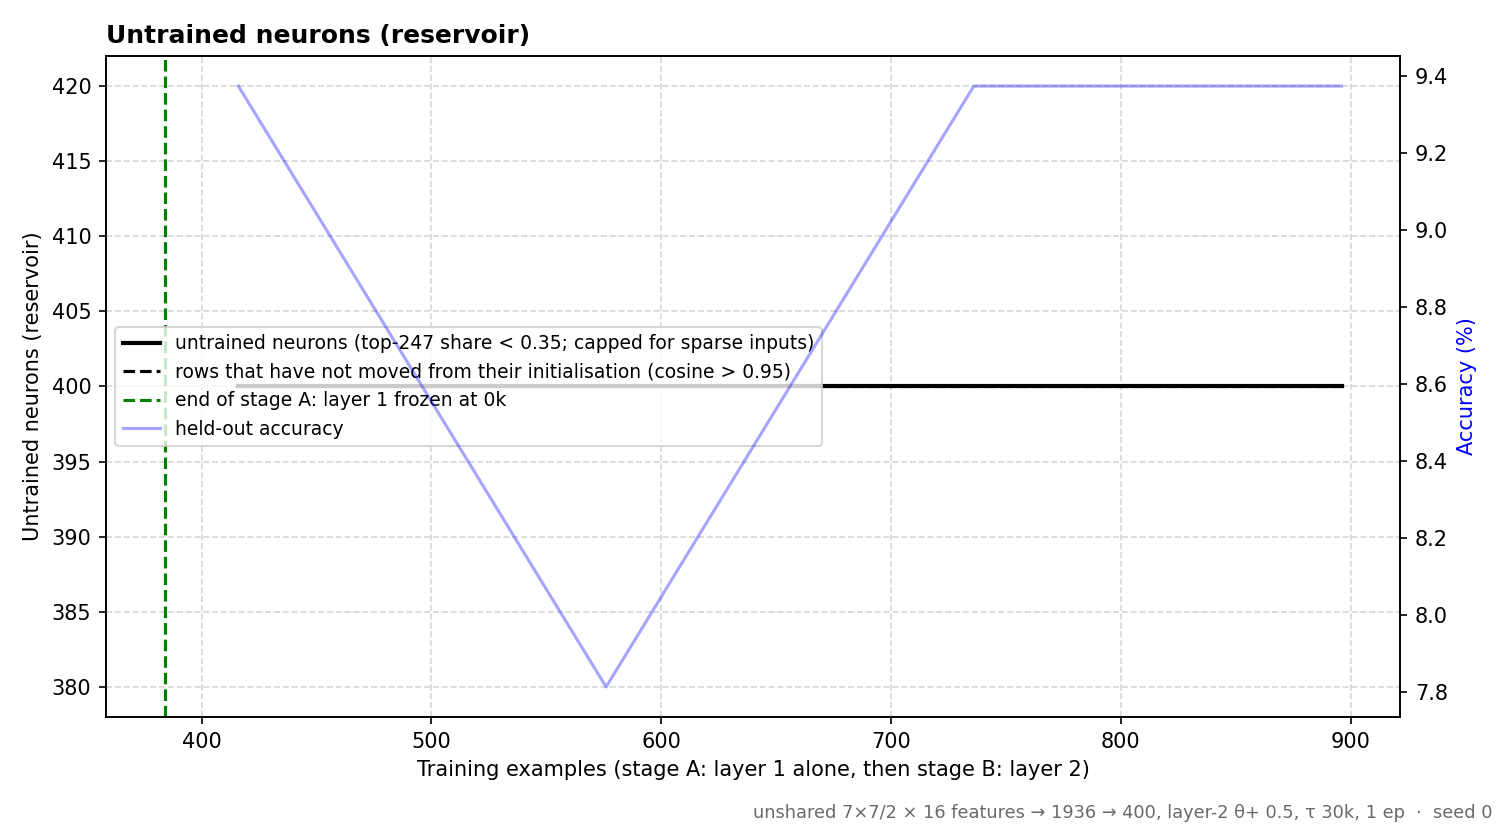 Untrained neurons (reservoir)
420
415
410
405
400
395
390
385
380
Untrained neurons (reservoir)
9.4
9.2
9.0
8.8
8.6
8.4
8.2
8.0
7.8
Accuracy (%)
untrained neurons (top-247 share < 0.35; capped for sparse inputs)
rows that have not moved from their initialisation (cosine > 0.95)
end of stage A: layer 1 frozen at 0k
held-out accuracy
400 500 600 700 800 900
Training examples (stage A: layer 1 alone, then stage B: layer 2)
unshared 7×7/2 × 16 features → 1936 → 400, layer-2 θ+ 0.5, τ 30k, 1 ep · seed 0